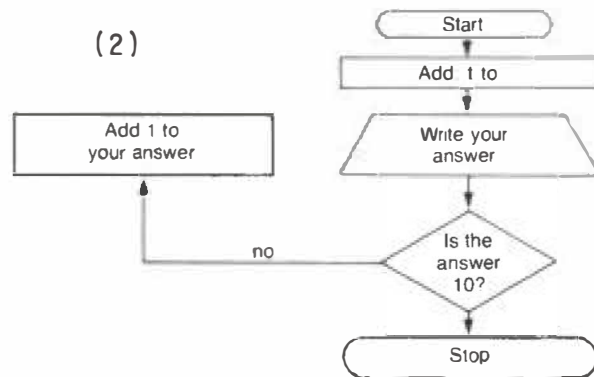 (2)
Start
Add 1 to
Write your
answer
Add 1 to
your answer
Is the
answer
10?
no
Stop